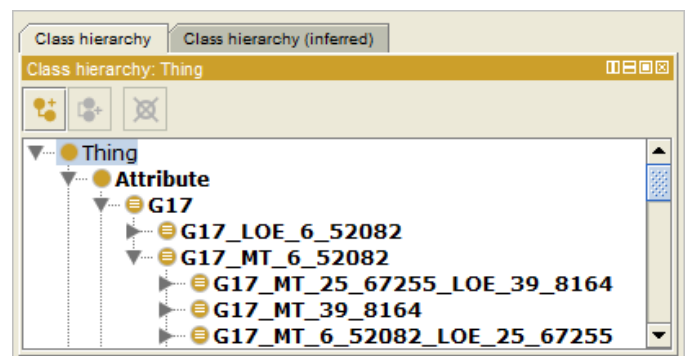 Class hierarchy Class hierarchy (inferred)
Class hierarchy: Thing
Thing
Attribute
G17
G17_LOE_6_52082
G17_MT_6_52082
G17_MT_25_67255_LOE_39_8164
G17_MT_39_8164
G17_MT_6_52082_LOE_25_67255